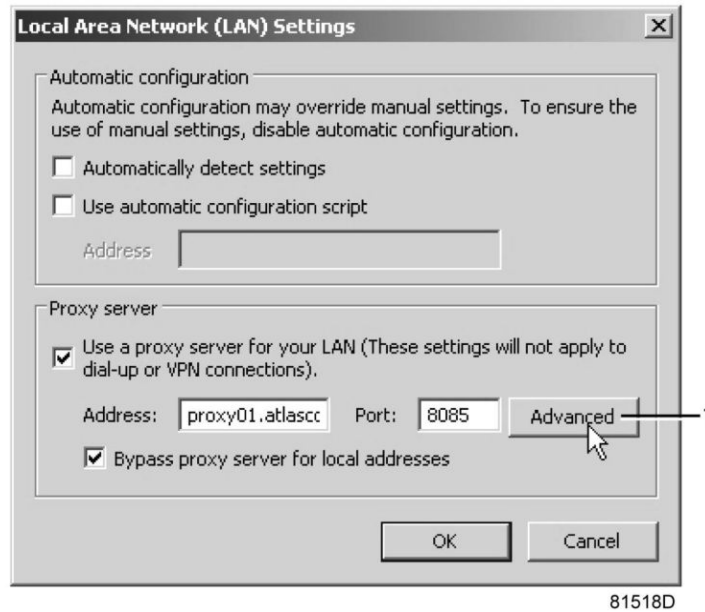 Local Area Network (LAN) Settings
Automatic configuration
Automatic configuration may override manual settings. To ensure the
use of manual settings, disable automatic configuration.
Automatically detect settings
Use automatic configuration script
Address
Proxy server
Use a proxy server for your LAN (These settings will not apply to
dial-up or VPN connections).
Address: proxy01.atlascc Port: 8085 Advanced
Bypass proxy server for local addresses
OK Cancel
81518D